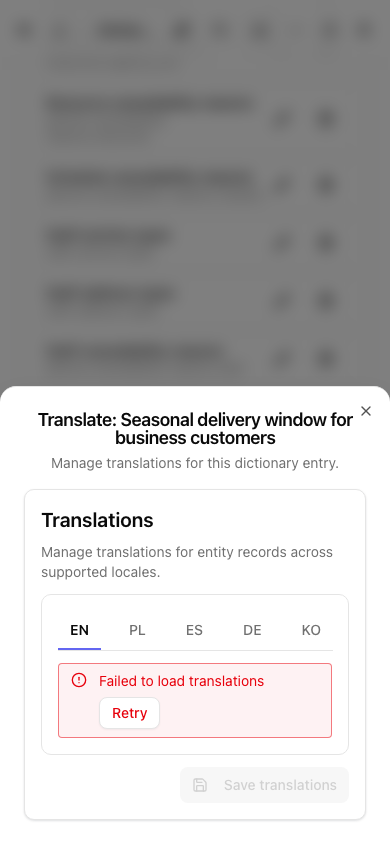 Translate: Seasonal delivery window for
business customers
Manage translations for this dictionary entry.
Translations
Manage translations for entity records across
supported locales.
EN PL ES DE KO
Failed to load translations
Retry
Save translations